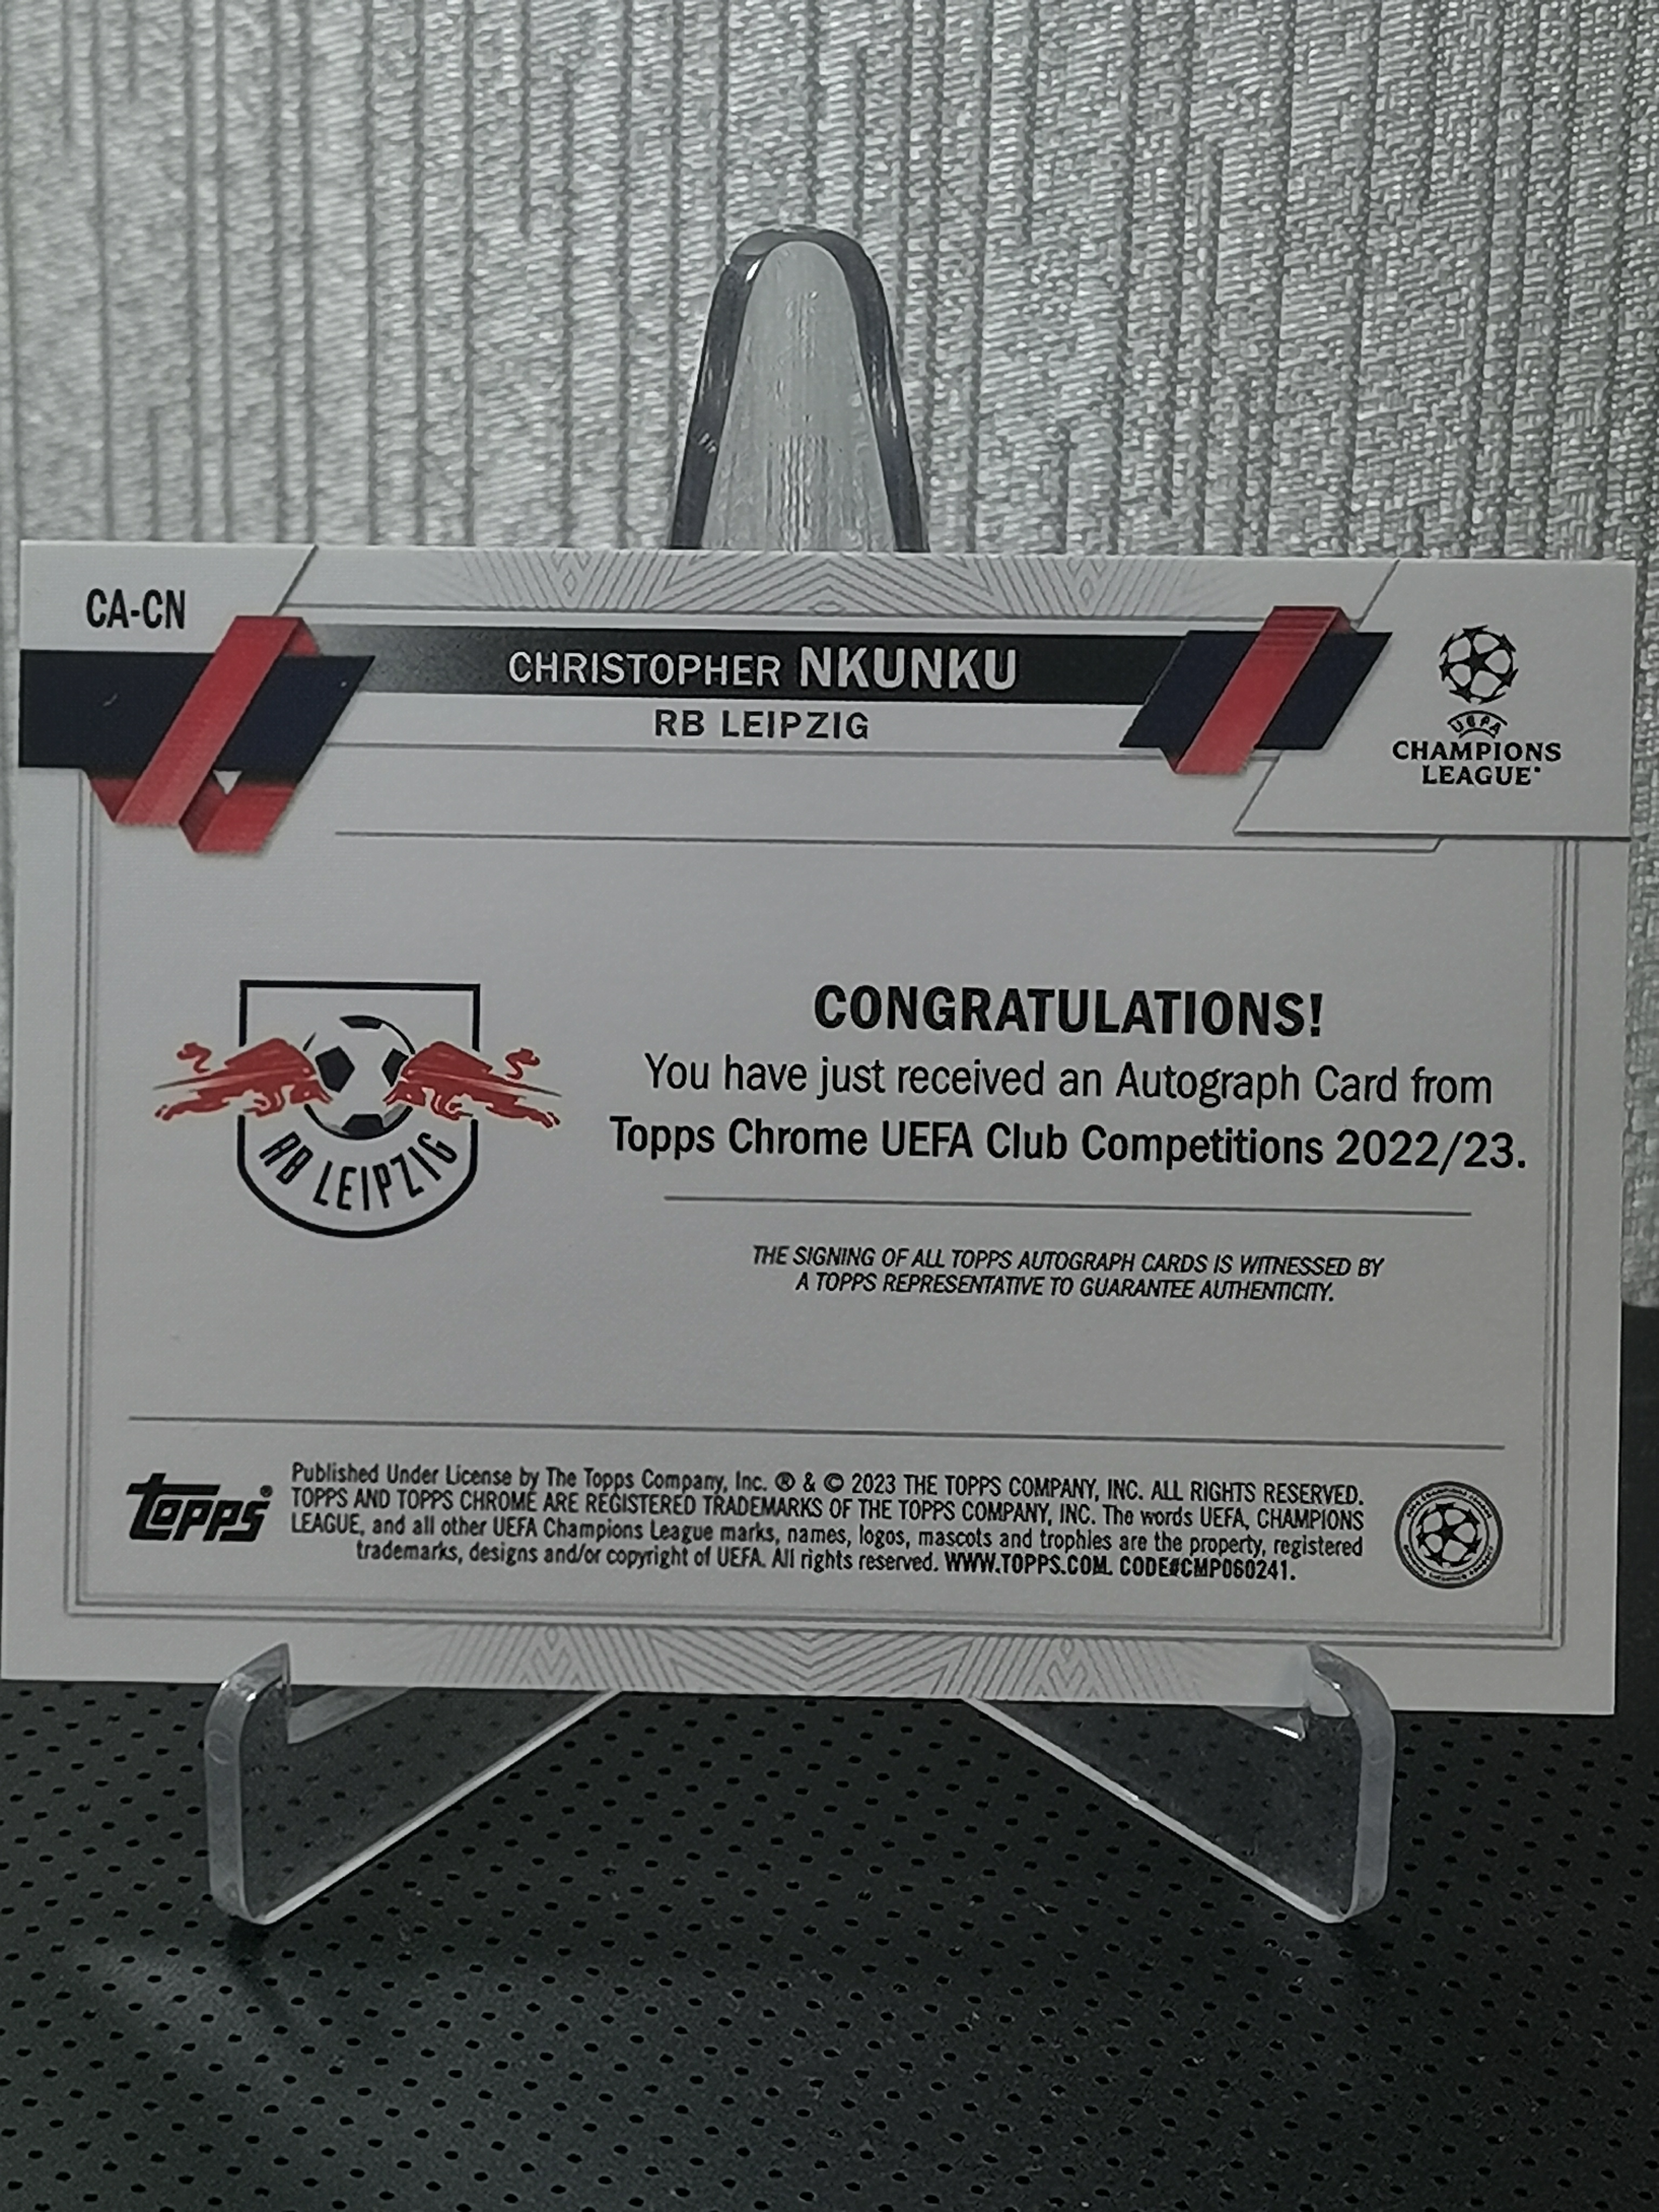 CA-CN
CHRISTOPHER NKUNKU
RB LEIPZIG
UEFA
CHAMPIONS
LEAGUE®
RB LEIPZIG
CONGRATULATIONS!
You have just received an Autograph Card from
Topps Chrome UEFA Club Competitions 2022/23.
THE SIGNING OF ALL TOPPS AUTOGRAPH CARDS IS WITNESSED BY
A TOPPS REPRESENTATIVE TO GUARANTEE AUTHENTICITY.
topps®
Published Under License by The Topps Company, Inc. ® & © 2023 THE TOPPS COMPANY, INC. ALL RIGHTS RESERVED.
TOPPS AND TOPPS CHROME ARE REGISTERED TRADEMARKS OF THE TOPPS COMPANY, INC. The words UEFA, CHAMPIONS
LEAGUE, and all other UEFA Champions League marks, names, logos, mascots and trophies are the property, registered
trademarks, designs and/or copyright of UEFA. All rights reserved. WWW.TOPPS.COM. CODE#CMP060241.